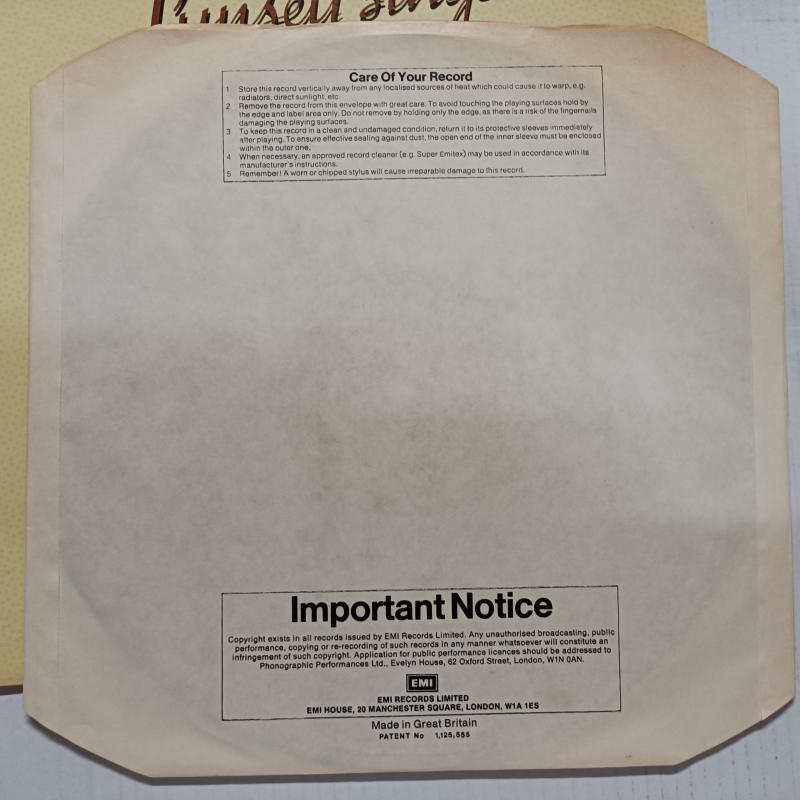 Care Of Your Record
1 Store this record vertically away from any localised sources of heat which could cause it to warp, e.g.
radiators, direct sunlight, etc.
2 Remove the record from this envelope with great care. To avoid touching the playing surfaces hold by
the edge and label area only. Do not remove by holding only the edge, as there is a risk of the fingernails
damaging the playing surfaces.
3 To keep this record in a clean and undamaged condition, return it to its protective sleeves immediately
after playing. To ensure effective sealing against dust, the open end of the inner sleeve must be enclosed
within the outer one.
4 When necessary, an approved record cleaner (e.g. Super Emitex) may be used in accordance with its
manufacturer's instructions.
5 Remember! A worn or chipped stylus will cause irreparable damage to this record.
Important Notice
Copyright exists in all records issued by EMI Records Limited. Any unauthorised broadcasting, public
performance, copying or re-recording of such records in any manner whatsoever will constitute an
infringement of such copyright. Application for public performance licences should be addressed to
Phonographic Performances Ltd., Evelyn House, 62 Oxford Street, London, W1N 0AN.
EMI
EMI RECORDS LIMITED
EMI HOUSE, 20 MANCHESTER SQUARE, LONDON, W1A 1ES
Made in Great Britain
PATENT No 1,125,555